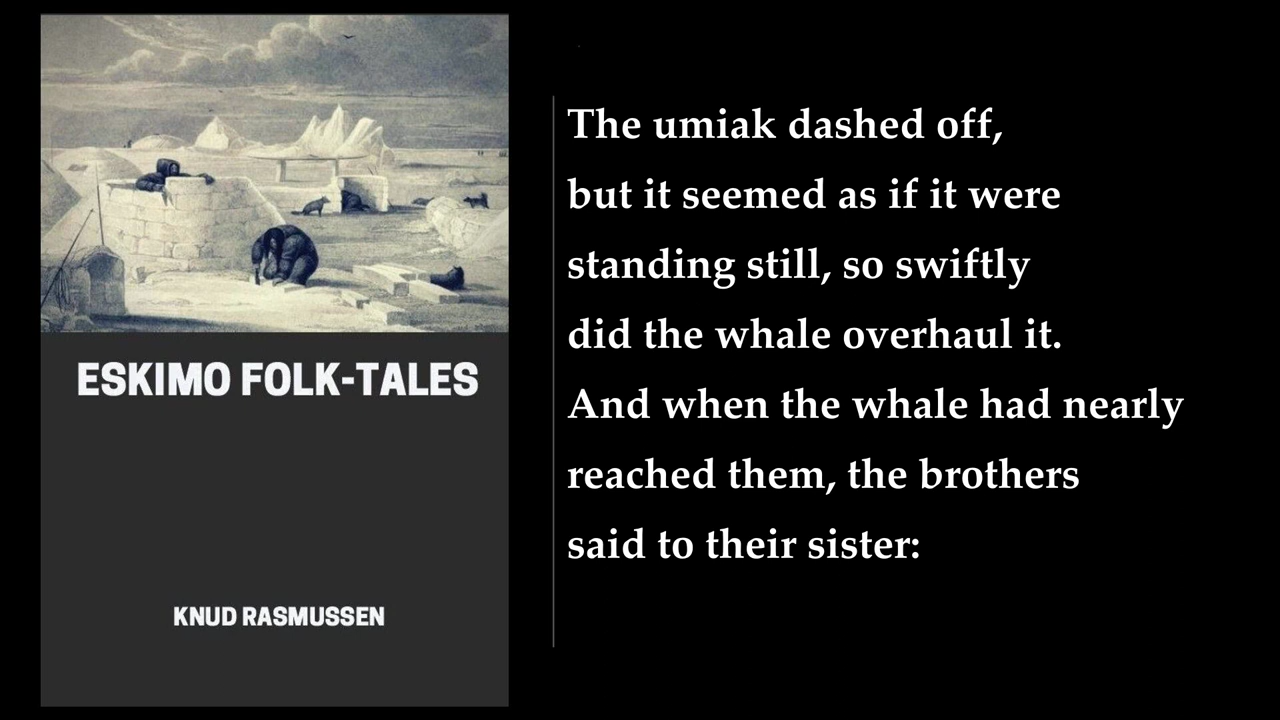 ESKIMO FOLK-TALES
KNUD RASMUSSEN
The umiak dashed off,
but it seemed as if it were
standing still, so swiftly
did the whale overhaul it.
And when the whale had nearly
reached them, the brothers
said to their sister: